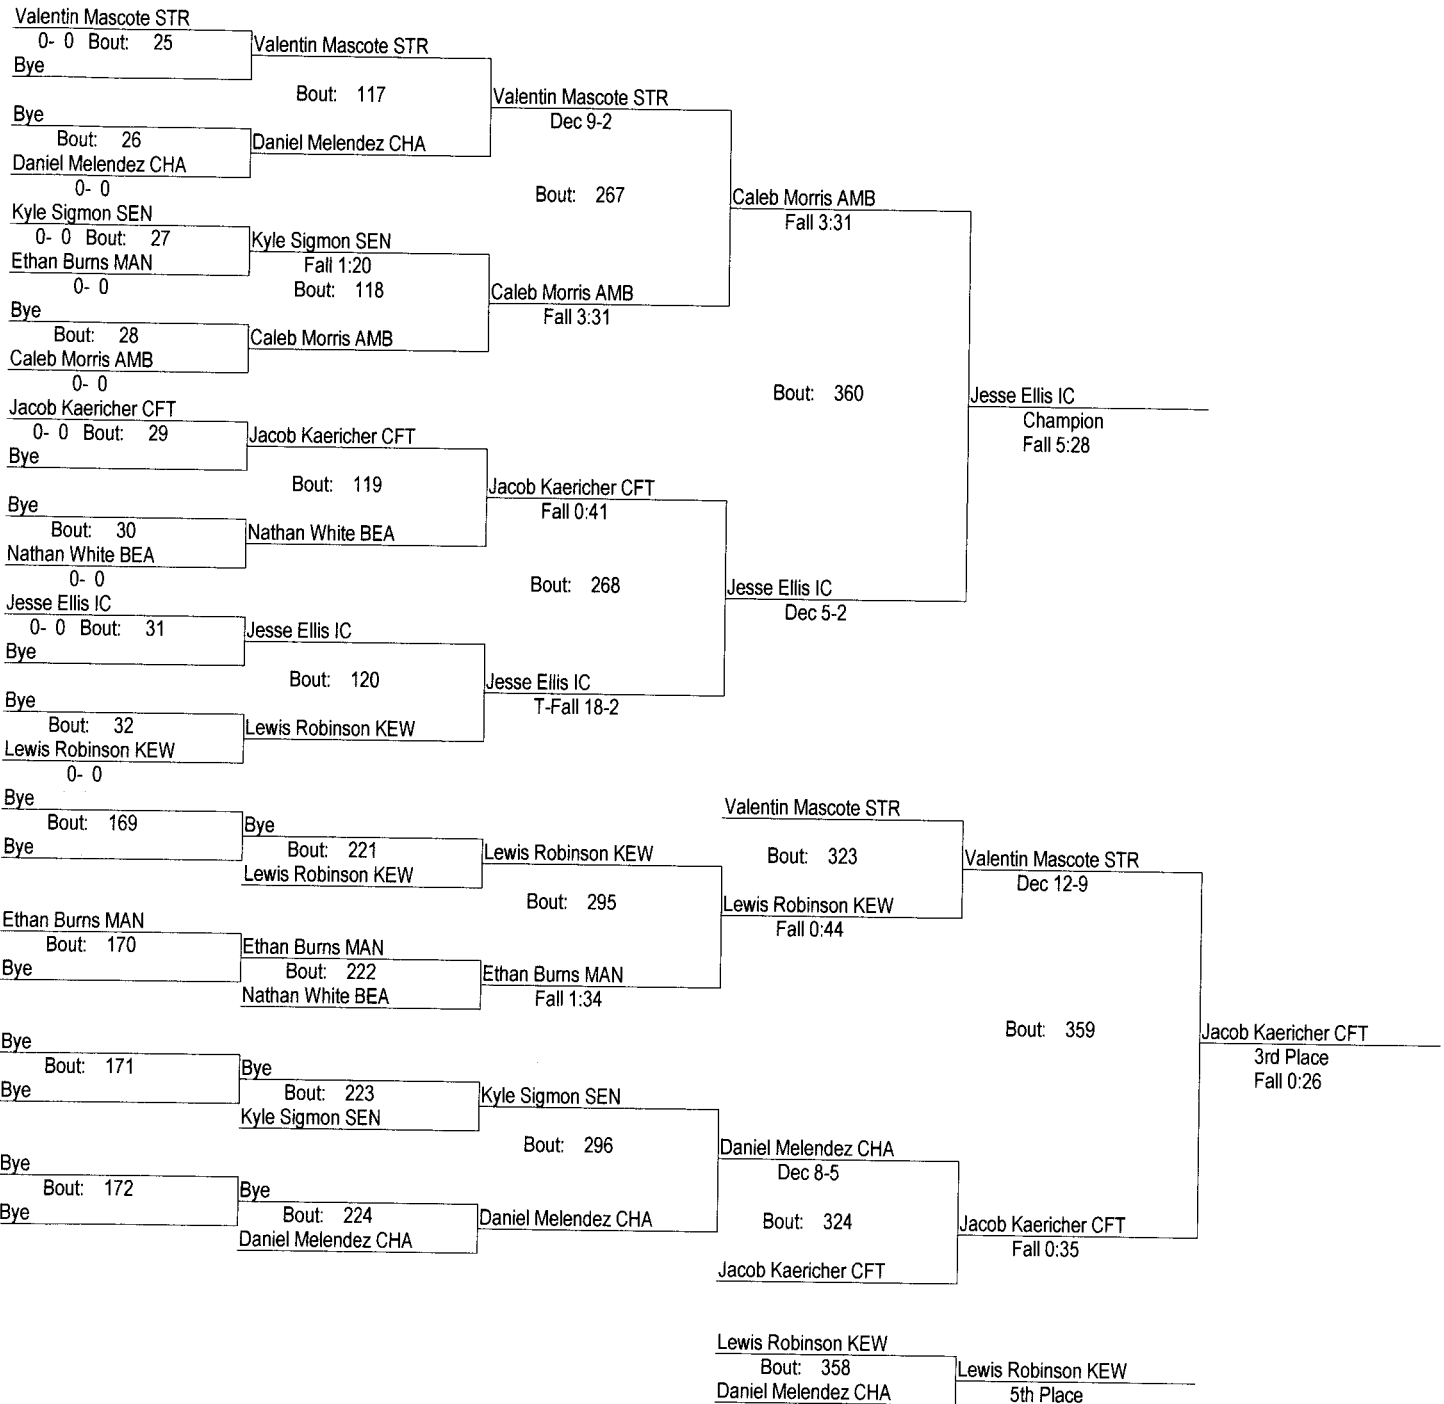 Valentin Mascote STR
0- 0 Bout: 25
Bye
Valentin Mascote STR
Bout: 117
Bye
Bout: 26
Daniel Melendez CHA
0- 0
Daniel Melendez CHA
Valentin Mascote STR
Dec 9-2
Bout: 267
Kyle Sigmon SEN
0- 0 Bout: 27
Ethan Burns MAN
0- 0
Kyle Sigmon SEN
Fall 1:20
Bout: 118
Bye
Bout: 28
Caleb Morris AMB
0- 0
Caleb Morris AMB
Caleb Morris AMB
Fall 3:31
Caleb Morris AMB
Fall 3:31
Bout: 360
Jacob Kaericher CFT
0- 0 Bout: 29
Bye
Jacob Kaericher CFT
Bout: 119
Bye
Bout: 30
Nathan White BEA
0- 0
Nathan White BEA
Jacob Kaericher CFT
Fall 0:41
Bout: 268
Jesse Ellis IC
0- 0 Bout: 31
Bye
Jesse Ellis IC
Bout: 120
Bye
Bout: 32
Lewis Robinson KEW
0- 0
Lewis Robinson KEW
Jesse Ellis IC
T-Fall 18-2
Jesse Ellis IC
Dec 5-2
Jesse Ellis IC
Champion
Fall 5:28
Bye
Bout: 169
Bye
Bye
Bout: 221
Lewis Robinson KEW
Lewis Robinson KEW
Bout: 295
Ethan Burns MAN
Bout: 170
Bye
Ethan Burns MAN
Bout: 222
Nathan White BEA
Ethan Burns MAN
Fall 1:34
Valentin Mascote STR
Bout: 323
Lewis Robinson KEW
Fall 0:44
Valentin Mascote STR
Dec 12-9
Bout: 359
Bye
Bout: 171
Bye
Bye
Bout: 223
Kyle Sigmon SEN
Kyle Sigmon SEN
Bout: 296
Bye
Bout: 172
Bye
Bye
Bout: 224
Daniel Melendez CHA
Daniel Melendez CHA
Daniel Melendez CHA
Dec 8-5
Bout: 324
Jacob Kaericher CFT
Jacob Kaericher CFT
Fall 0:35
Jacob Kaericher CFT
3rd Place
Fall 0:26
Lewis Robinson KEW
Bout: 358
Daniel Melendez CHA
Lewis Robinson KEW
5th Place